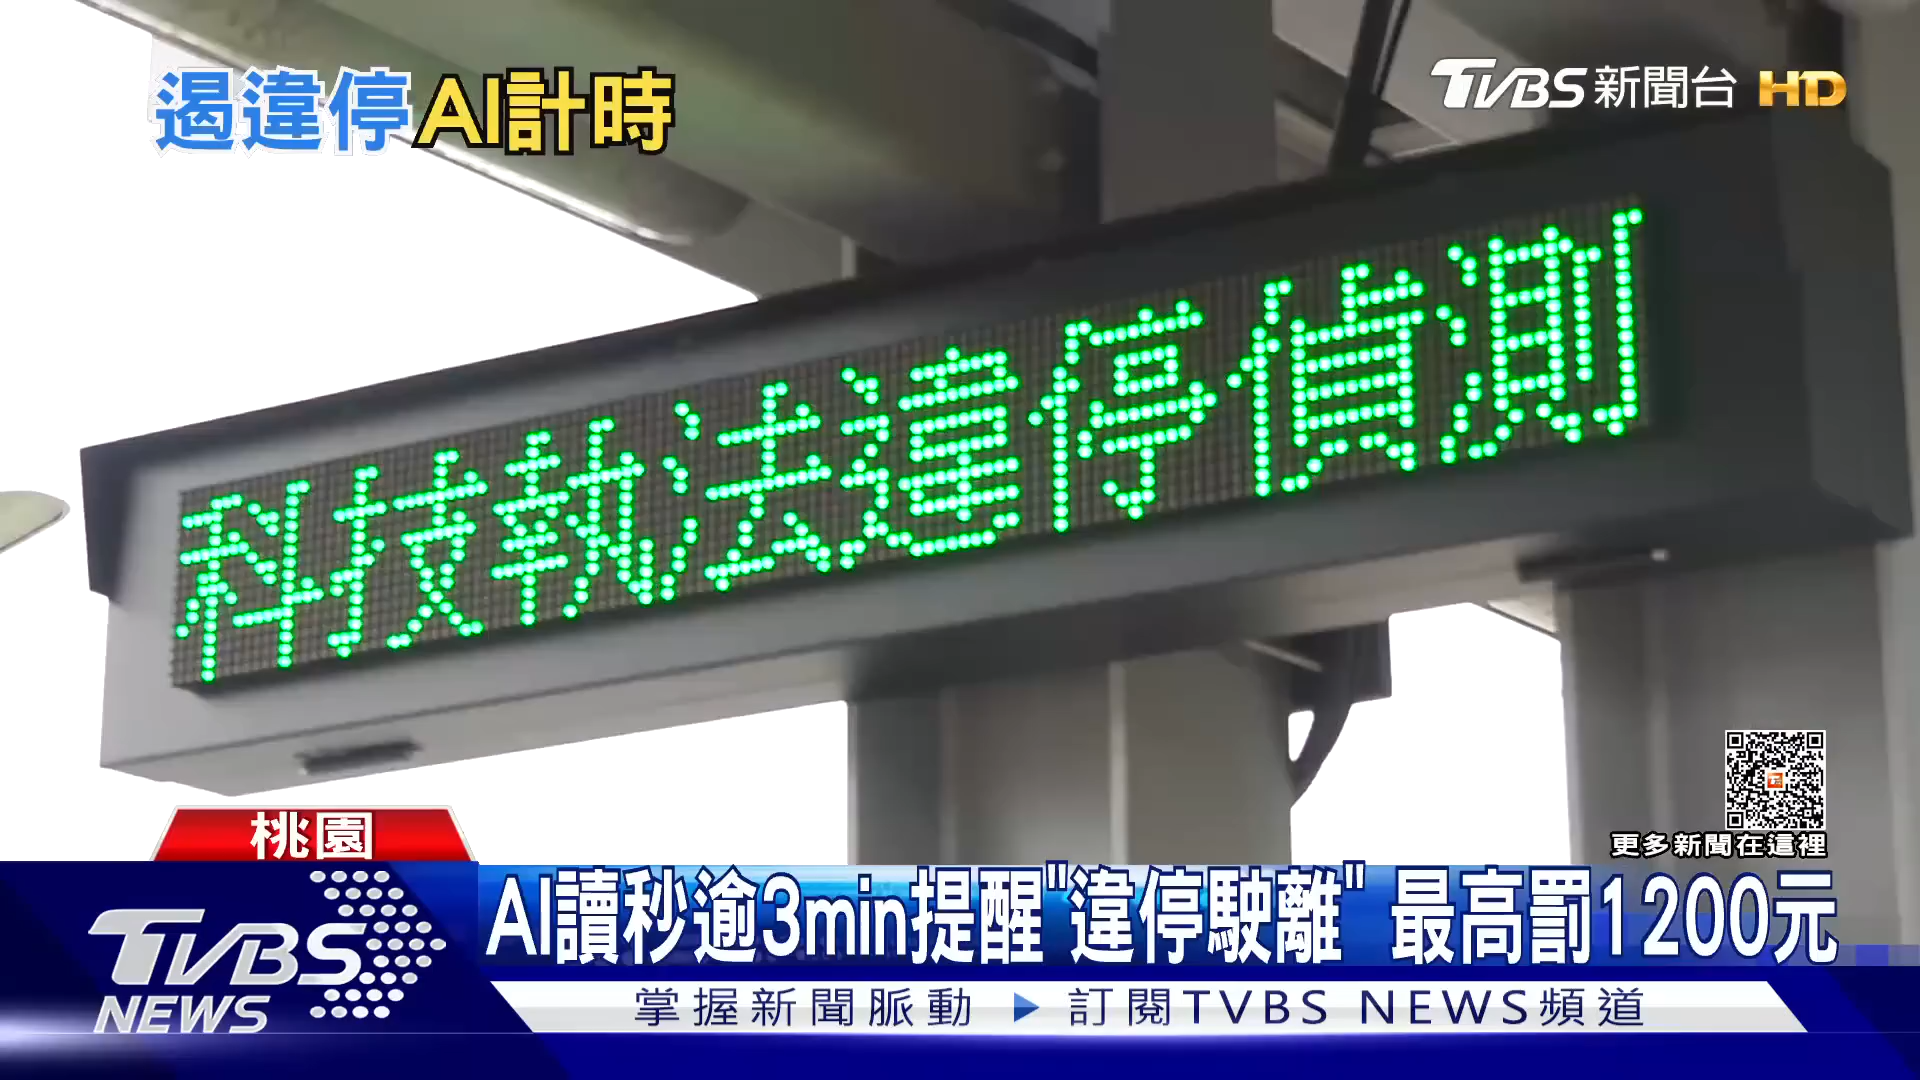 遏違停AI計時
TVBS新聞台 HD
科技執法違停偵測
更多新聞在這裡
桃園
AI讀秒逾3min提醒"違停駛離" 最高罰1200元
TVBS NEWS
掌握新聞脈動 ▶ 訂閱TVBS NEWS頻道